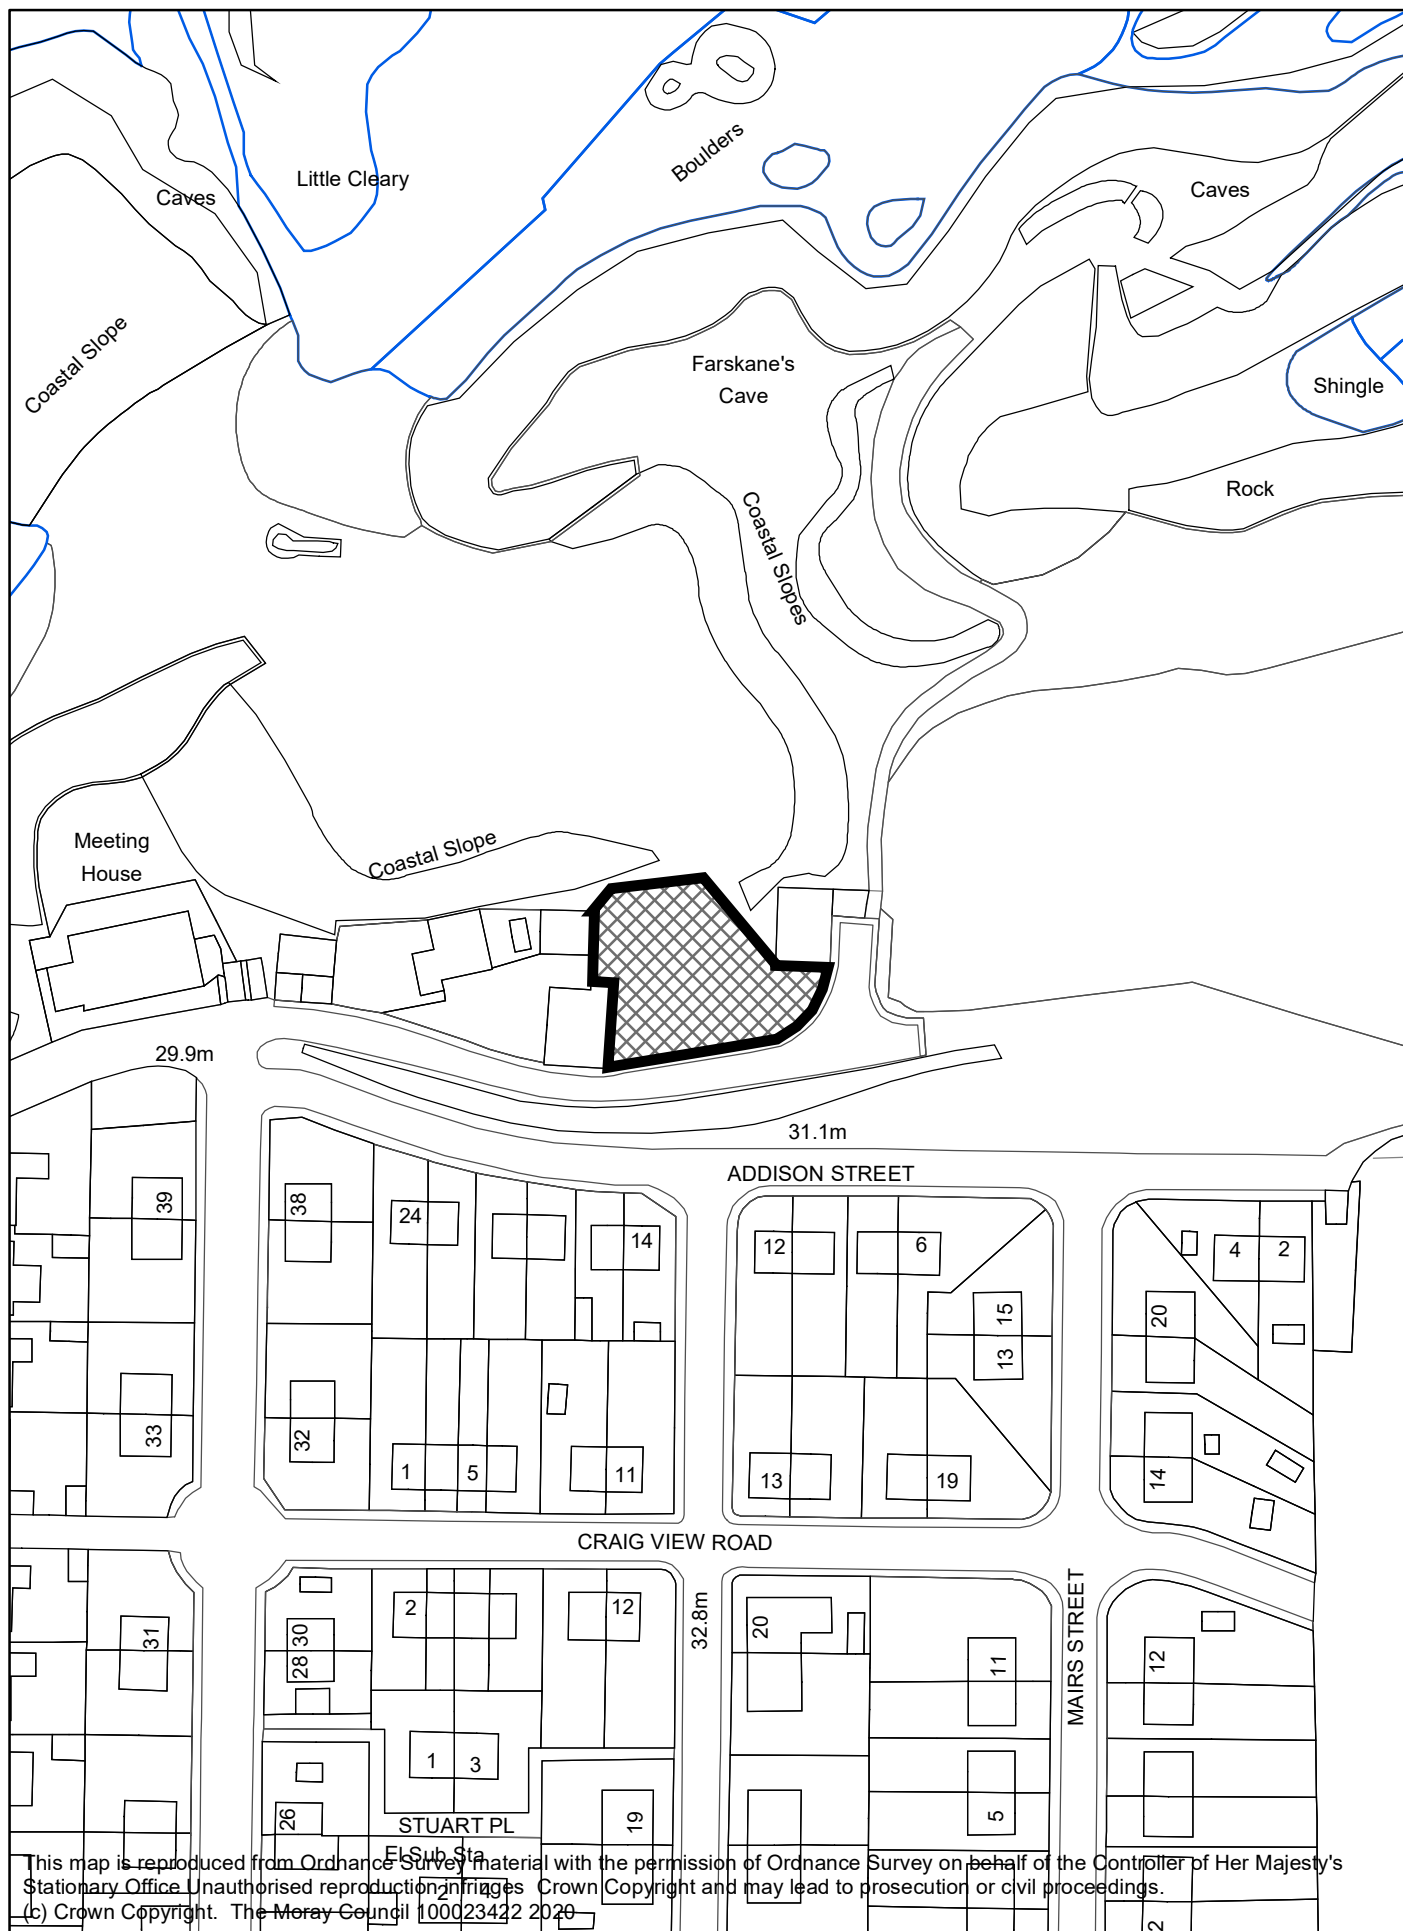 Little Cleary
Boulders
Caves
Caves
Coastal Slope
Farskane's
Cave
Shingle
Rock
Coastal Slopes
Meeting
House
Coastal Slope
29.9m
31.1m
ADDISON STREET
39
38
24
14
12
6
4
2
15
13
20
33
32
1
5
11
13
19
14
CRAIG VIEW ROAD
31
30
28
2
12
32.8m
20
11
MAIRS STREET
12
1
3
26
19
5
STUART PL
El Sub Sta
This map is reproduced from Ordnance Survey material with the permission of Ordnance Survey on behalf of the Controller of Her Majesty's
Stationary Office Unauthorised reproduction infringes Crown Copyright and may lead to prosecution or civil proceedings.
2
4
(c) Crown Copyright. The Moray Council 100023422 2020
2